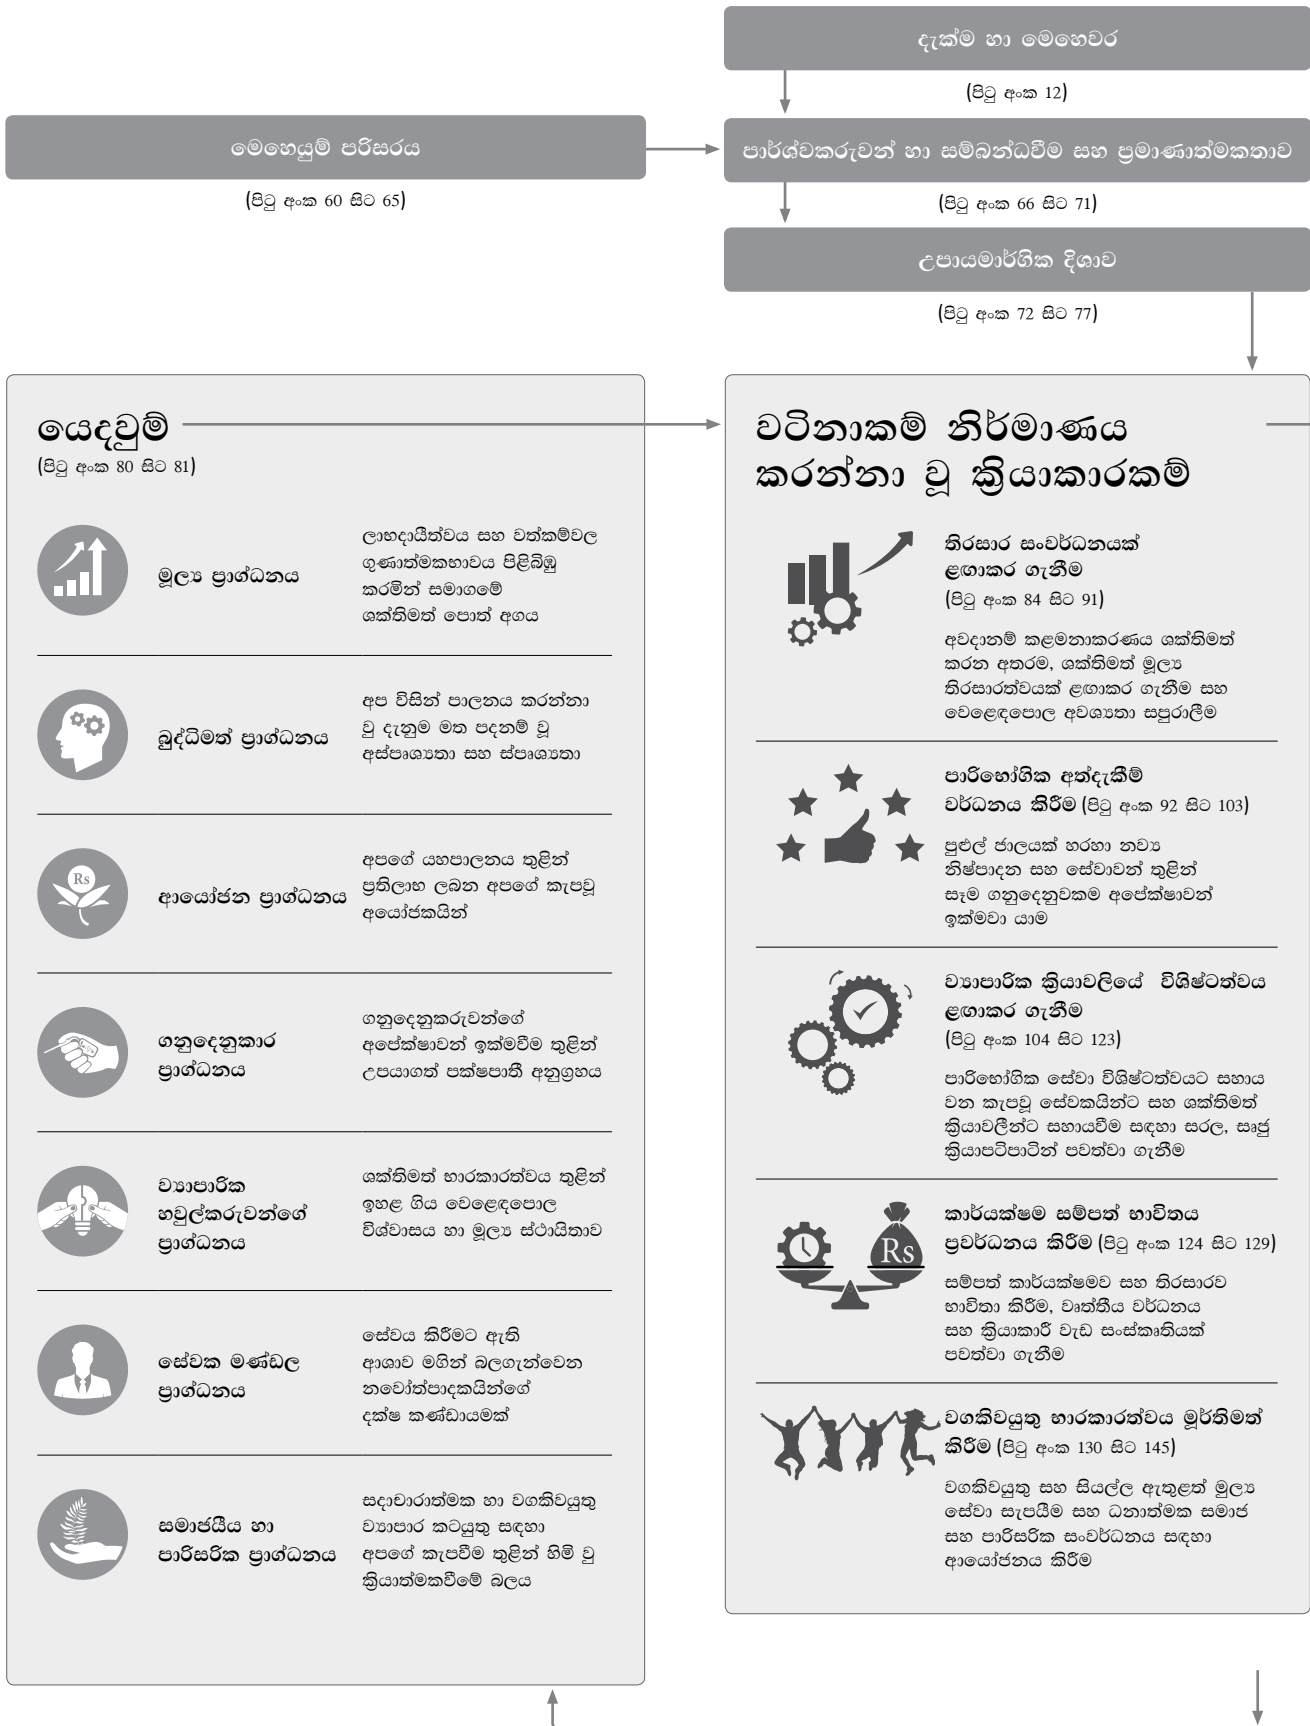 දැක්ම හා මෙහෙවර
(පිටු අංක 12)
මෙහෙයුම් පරිසරය
(පිටු අංක 60 සිට 65)
පාර්ශ්වකරුවන් හා සම්බන්ධවීම සහ ප්‍රමාණාත්මකතාව
(පිටු අංක 66 සිට 71)
උපායමාර්ගික දිශාව
(පිටු අංක 72 සිට 77)
යෙදවුම්
(පිටු අංක 80 සිට 81)
මූල්‍ය ප්‍රාග්ධනය
ලාභදායීත්වය සහ වත්කම්වල
ගුණාත්මකභාවය පිළිබිඹු
කරමින් සමාගමේ
ශක්තිමත් පොත් අගය
බුද්ධිමත් ප්‍රාග්ධනය
අප විසින් පාලනය කරන්නා
වු දැනුම මත පදනම් වූ
අස්පෘශ්‍යතා සහ ස්පෘශ්‍යතා
Rs
ආයෝජන ප්‍රාග්ධනය
අපගේ යහපාලනය තුළින්
ප්‍රතිලාභ ලබන අපගේ කැපවූ
අයෝජකයින්
ගනුදෙනුකාර
ප්‍රාග්ධනය
ගනුදෙනුකරුවන්ගේ
අපේක්ෂාවන් ඉක්මවීම තුළින්
උපයාගත් පක්ෂපාතී අනුග්‍රහය
ව්‍යාපාරික
හවුල්කරුවන්ගේ
ප්‍රාග්ධනය
ශක්තිමත් භාරකාරත්වය තුළින්
ඉහළ ගිය වෙළෙඳපොල
විශ්වාසය හා මූල්‍ය ස්ථායිතාව
සේවක මණ්ඩල
ප්‍රාග්ධනය
සේවය කිරීමට ඇති
ආශාව මගින් බලගැන්වෙන
නවෝත්පාදකයින්ගේ
දක්ෂ කණ්ඩායමක්
සමාජයීය හා
පාරිසරික ප්‍රාග්ධනය
සදාචාරාත්මක හා වගකිවයුතු
ව්‍යාපාර කටයුතු සඳහා
අපගේ කැපවීම තුළින් හිමි වු
ක්‍රියාත්මකවීමේ බලය
වටිනාකම් නිර්මාණය
කරන්නා වූ ක්‍රියාකාරකම්
තිරසාර සංවර්ධනයක්
ළඟාකර ගැනීම
(පිටු අංක 84 සිට 91)
අවදානම් කළමනාකරණය ශක්තිමත්
කරන අතරම, ශක්තිමත් මූල්‍ය
තිරසාරත්වයක් ළඟාකර ගැනීම සහ
වෙළෙඳපොල අවශ්‍යතා සපුරාලීම
පාරිභෝගික අත්දැකීම්
වර්ධනය කිරීම (පිටු අංක 92 සිට 103)
පුළුල් ජාලයක් හරහා නව්‍ය
නිෂ්පාදන සහ සේවාවන් තුළින්
සෑම ගනුදෙනුවකම අපේක්ෂාවන්
ඉක්මවා යාම
ව්‍යාපාරික ක්‍රියාවලියේ විශිෂ්ටත්වය
ළඟාකර ගැනීම
(පිටු අංක 104 සිට 123)
පාරිභෝගික සේවා විශිෂ්ටත්වයට සහාය
වන කැපවූ සේවකයින්ට සහ ශක්තිමත්
ක්‍රියාවලීන්ට සහායවීම සඳහා සරල, සෘජු
ක්‍රියාපටිපාටින් පවත්වා ගැනීම
Rs
කාර්යක්ෂම සම්පත් භාවිතය
ප්‍රවර්ධනය කිරීම (පිටු අංක 124 සිට 129)
සම්පත් කාර්යක්ෂමව සහ තිරසාරව
භාවිතා කිරීම, වෘත්තීය වර්ධනය
සහ ක්‍රියාකාරී වැඩ සංස්කෘතියක්
පවත්වා ගැනීම
වගකිවයුතු භාරකාරත්වය මූර්තිමත්
කිරීම (පිටු අංක 130 සිට 145)
වගකිවයුතු සහ සියල්ල ඇතුළත් මූල්‍ය
සේවා සැපයීම සහ ධනාත්මක සමාජ
සහ පාරිසරික සංවර්ධනය සඳහා
ආයෝජනය කිරීම